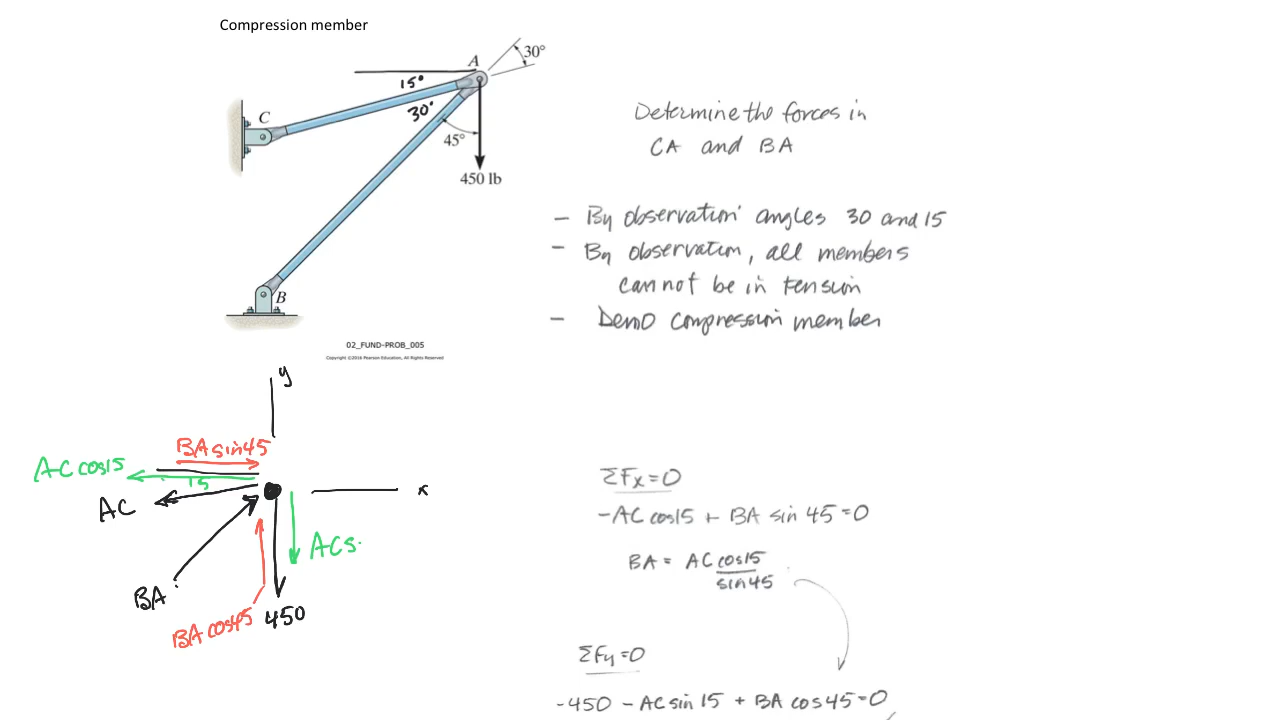 Compression member
A
30°
15°
C
30°
45°
450 lb
B
02_FUND-PROB_005
Copyright ©2016 Pearson Education, All Rights Reserved
Determine the forces in
CA and BA
- By observation angles 30 and 15
- By observation, all members
cannot be in tension
- Demo compression member
y
BA sin45
AC cos15
15
AC
x
ACs
BA
BA cos45
450
ΣFx=0
-AC cos15 + BA sin 45=0
BA = AC cos15
sin45
ΣFy=0
-450 - AC sin 15 + BA cos45=0